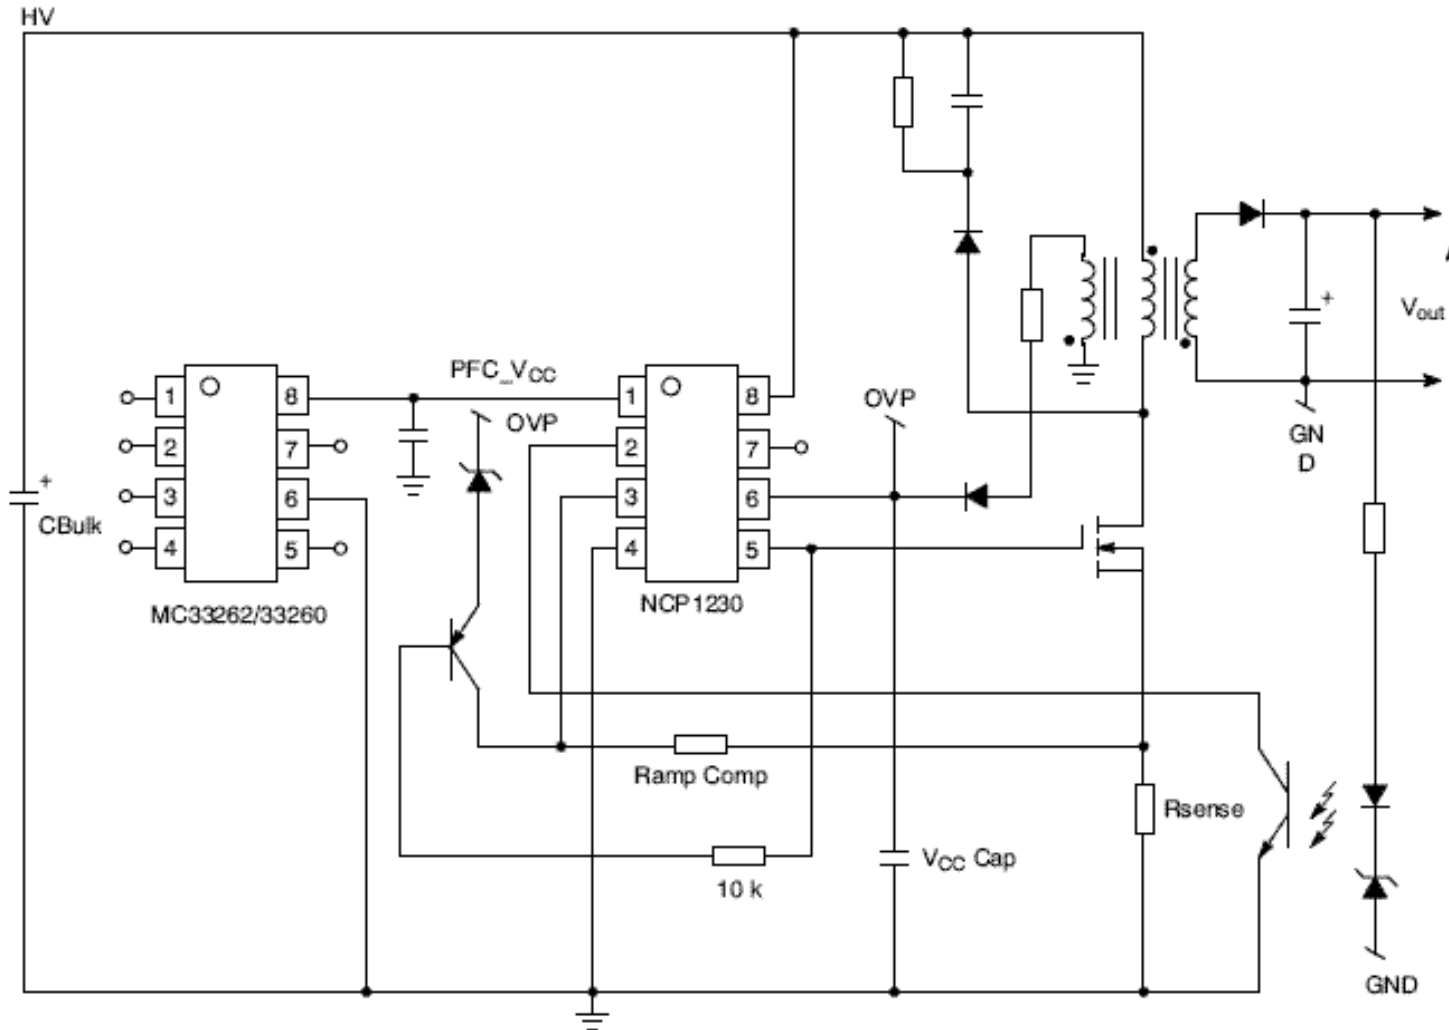 HV
PFC_VCC
OVP
OVP
CBulk
1
2
3
4
8
7
6
5
MC33262/33260
1
2
3
4
8
7
6
5
NCP1230
Ramp Comp
10 k
VCC Cap
Rsense
+
+
Vout
GN
D
GND